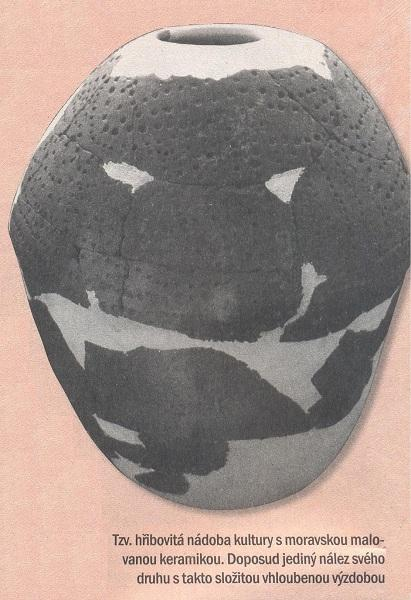 Tzv. hřibovitá nádoba kultury s moravskou malo-
vanou keramikou. Doposud jediný nález svého
druhu s takto složitou vhloubenou výzdobou